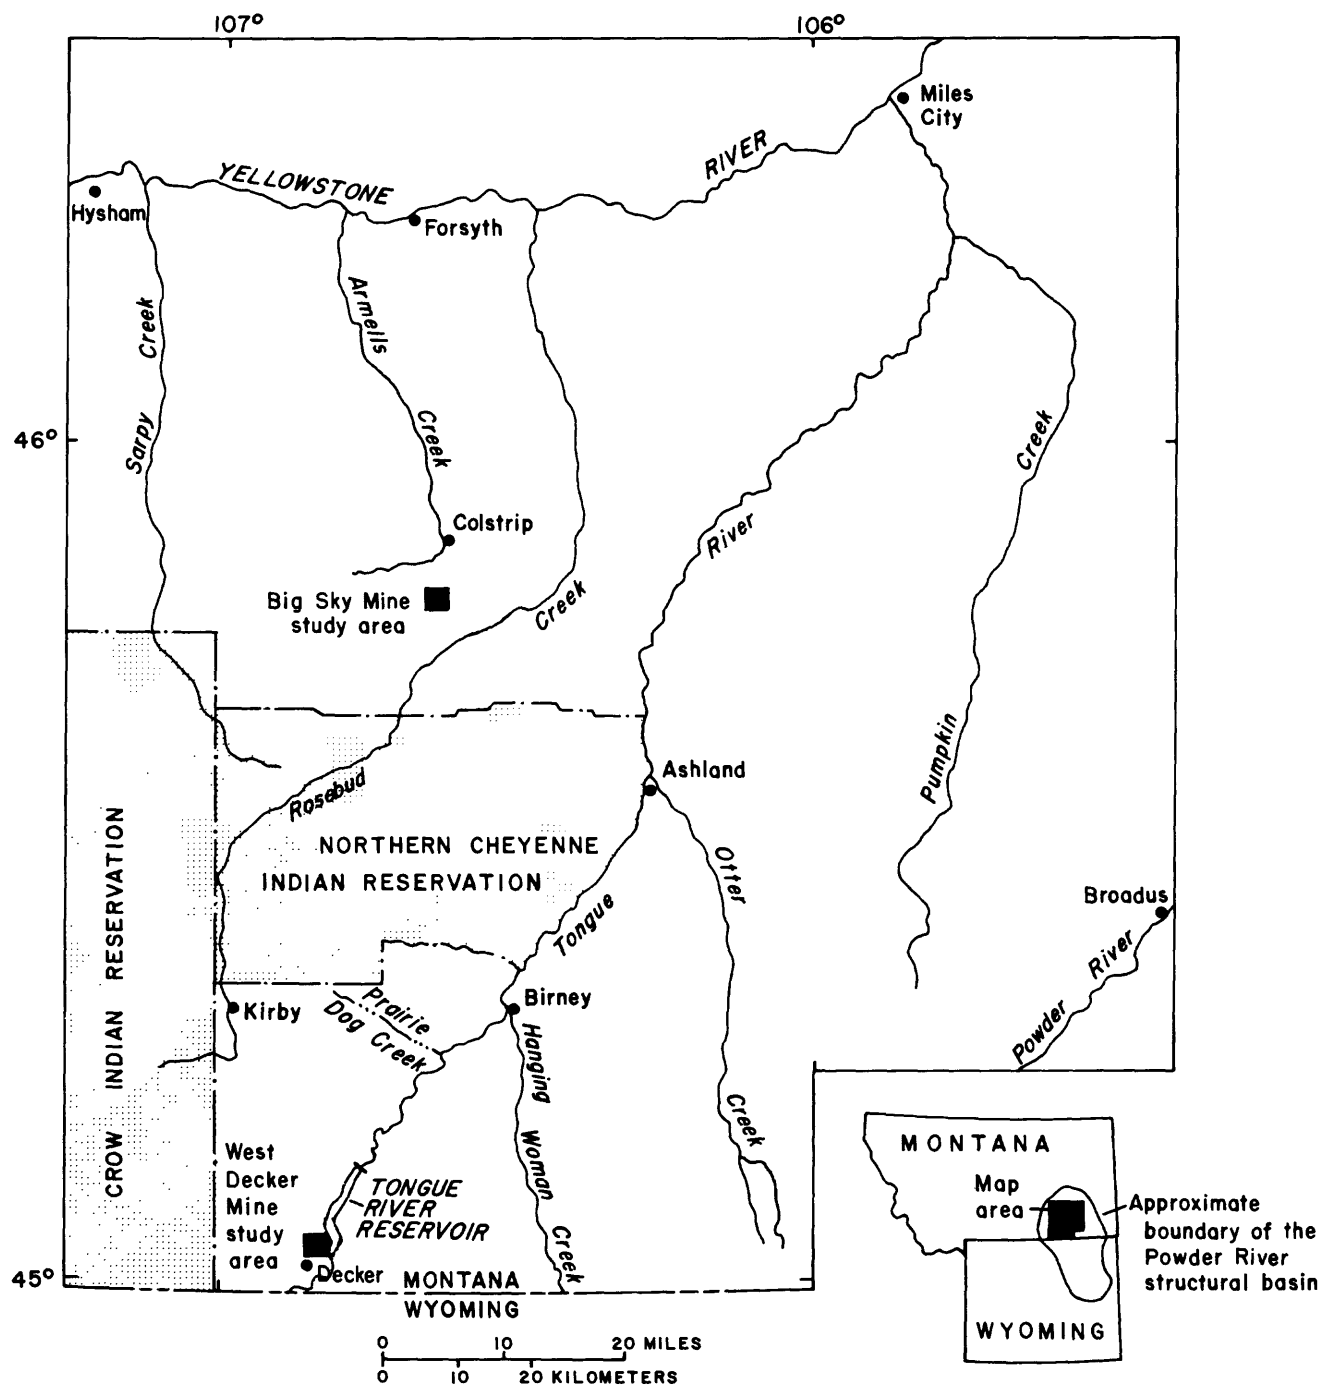 107°
106°
Miles
City
YELLOWSTONE
RIVER
Hysham
Forsyth
Armells
Creek
Sarpy
Creek
46°
Creek
River
Colstrip
Big Sky Mine
study area
Creek
Pumpkin
Ashland
Rosebud
NORTHERN CHEYENNE
INDIAN RESERVATION
Otter
Creek
Tongue
Broadus
Powder
River
CROW INDIAN RESERVATION
Kirby
Prairie
Dog Creek
Birney
Hanging
Woman
Creek
West
Decker
Mine
study
area
TONGUE
RIVER
RESERVOIR
Decker
45°
MONTANA
WYOMING
0 10 20 MILES
0 10 20 KILOMETERS
MONTANA
Map
area
Approximate
boundary of the
Powder River
structural basin
WYOMING